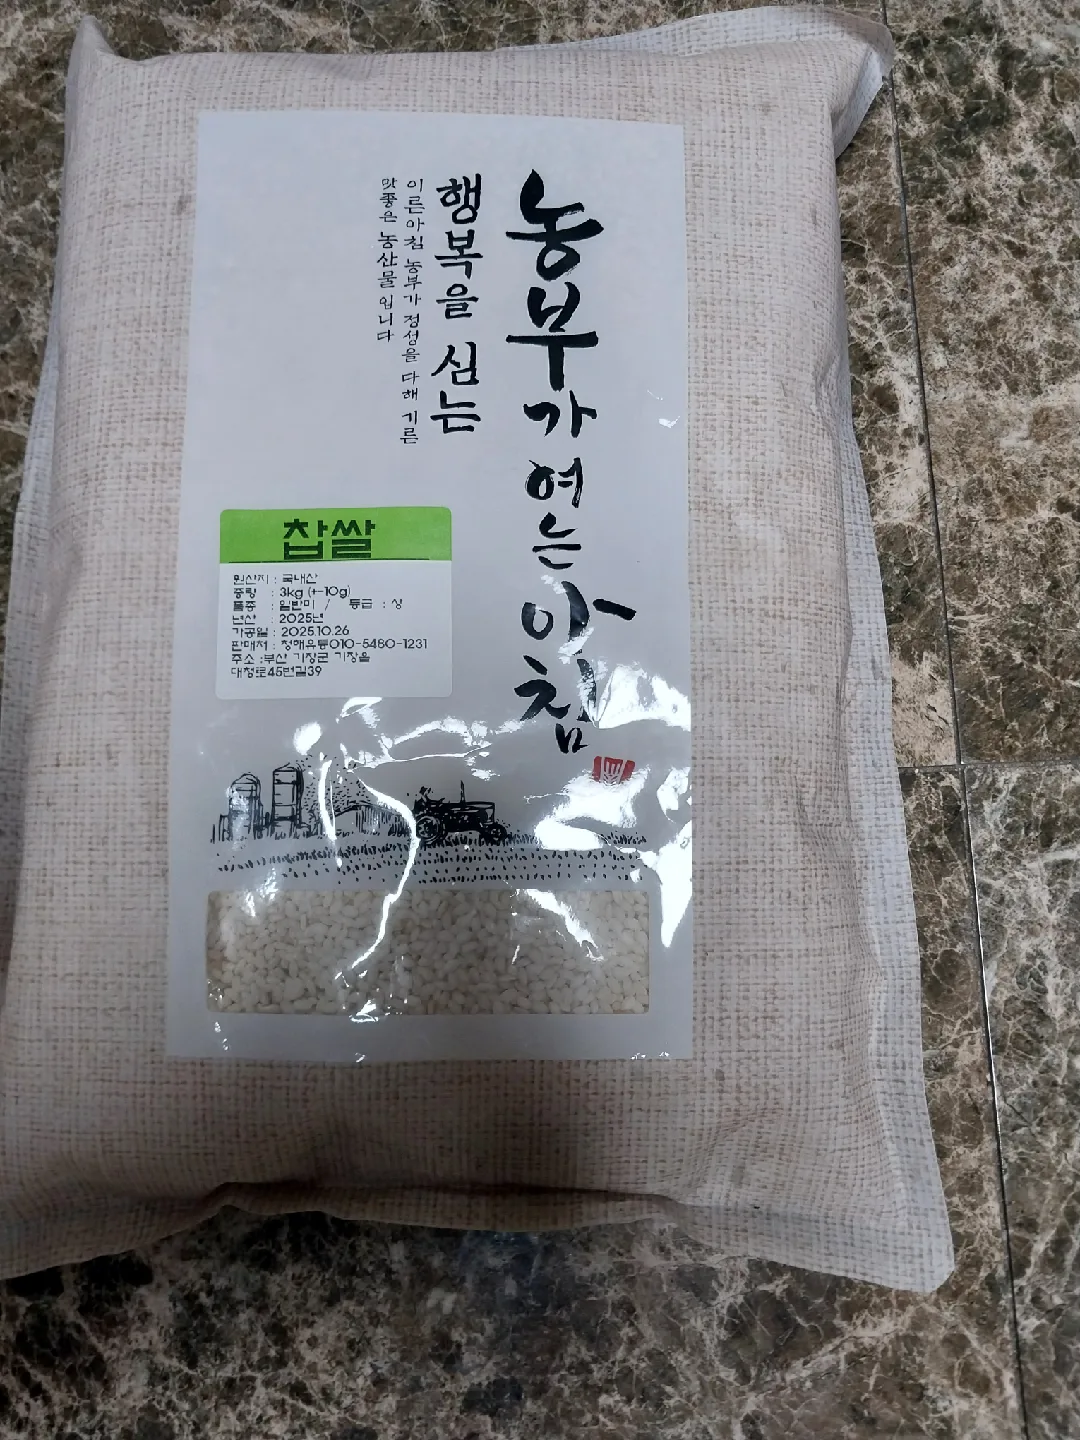 농부가 여는 아침
행복을 심는
이른아침 농부가 정성을 다해 기른
맛좋은 농산물입니다
찹쌀
원산지 : 국내산
중량 : 3kg (+-10g)
품종 : 일반미 / 등급 : 상
년산 : 2025년
가공일 : 2025.10.26
판매처 : 청해유통010-5480-1231
주소 :부산 기장군 기장읍
대청로45번길39